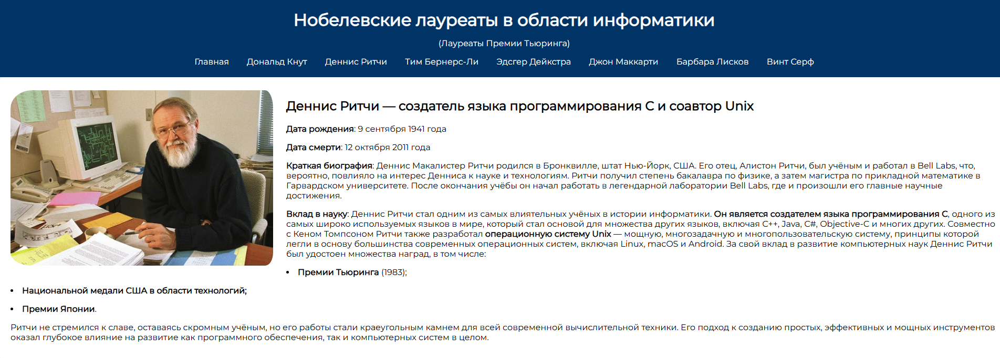 Нобелевские лауреаты в области информатики
(Лауреаты Премии Тьюринга)
Главная Дональд Кнут Деннис Ритчи Тим Бернерс-Ли Эдсгер Дейкстра Джон Маккарти Барбара Лисков Винт Серф
Деннис Ритчи — создатель языка программирования C и соавтор Unix
Дата рождения: 9 сентября 1941 года
Дата смерти: 12 октября 2011 года
Краткая биография: Деннис Макалистер Ритчи родился в Бронквилле, штат Нью-Йорк, США. Его отец, Алистон Ритчи, был учёным и работал в Bell Labs, что,
вероятно, повлияло на интерес Денниса к науке и технологиям. Ритчи получил степень бакалавра по физике, а затем магистра по прикладной математике в
Гарвардском университете. После окончания учёбы он начал работать в легендарной лаборатории Bell Labs, где и произошли его главные научные
достижения.
Вклад в науку: Деннис Ритчи стал одним из самых влиятельных учёных в истории информатики. Он является создателем языка программирования C, одного из
самых широко используемых языков в мире, который стал основой для множества других языков, включая C++, Java, C#, Objective-C и многих других. Совместно
с Кеном Томпсоном Ритчи также разработал операционную систему Unix — мощную, многозадачную и многопользовательскую систему, принципы которой
легли в основу большинства современных операционных систем, включая Linux, macOS и Android. За свой вклад в развитие компьютерных наук Деннис Ритчи
был удостоен множества наград, в том числе:
• Премии Тьюринга (1983);
• Национальной медали США в области технологий;
• Премии Японии.
Ритчи не стремился к славе, оставаясь скромным учёным, но его работы стали краеугольным камнем для всей современной вычислительной техники. Его подход к созданию простых, эффективных и мощных инструментов
оказал глубокое влияние на развитие как программного обеспечения, так и компьютерных систем в целом.